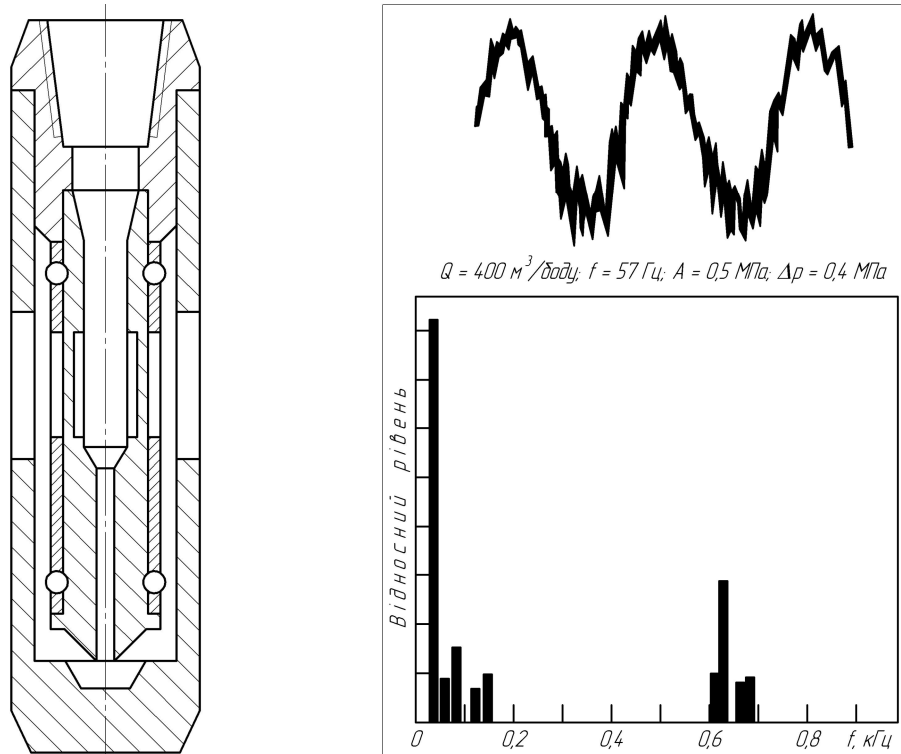 Q = 400 м³/боду; f = 57 Гц; A = 0,5 МПа; Δp = 0,4 МПа
Відносний рівень
0 0,2 0,4 0,6 0,8 f, кГц